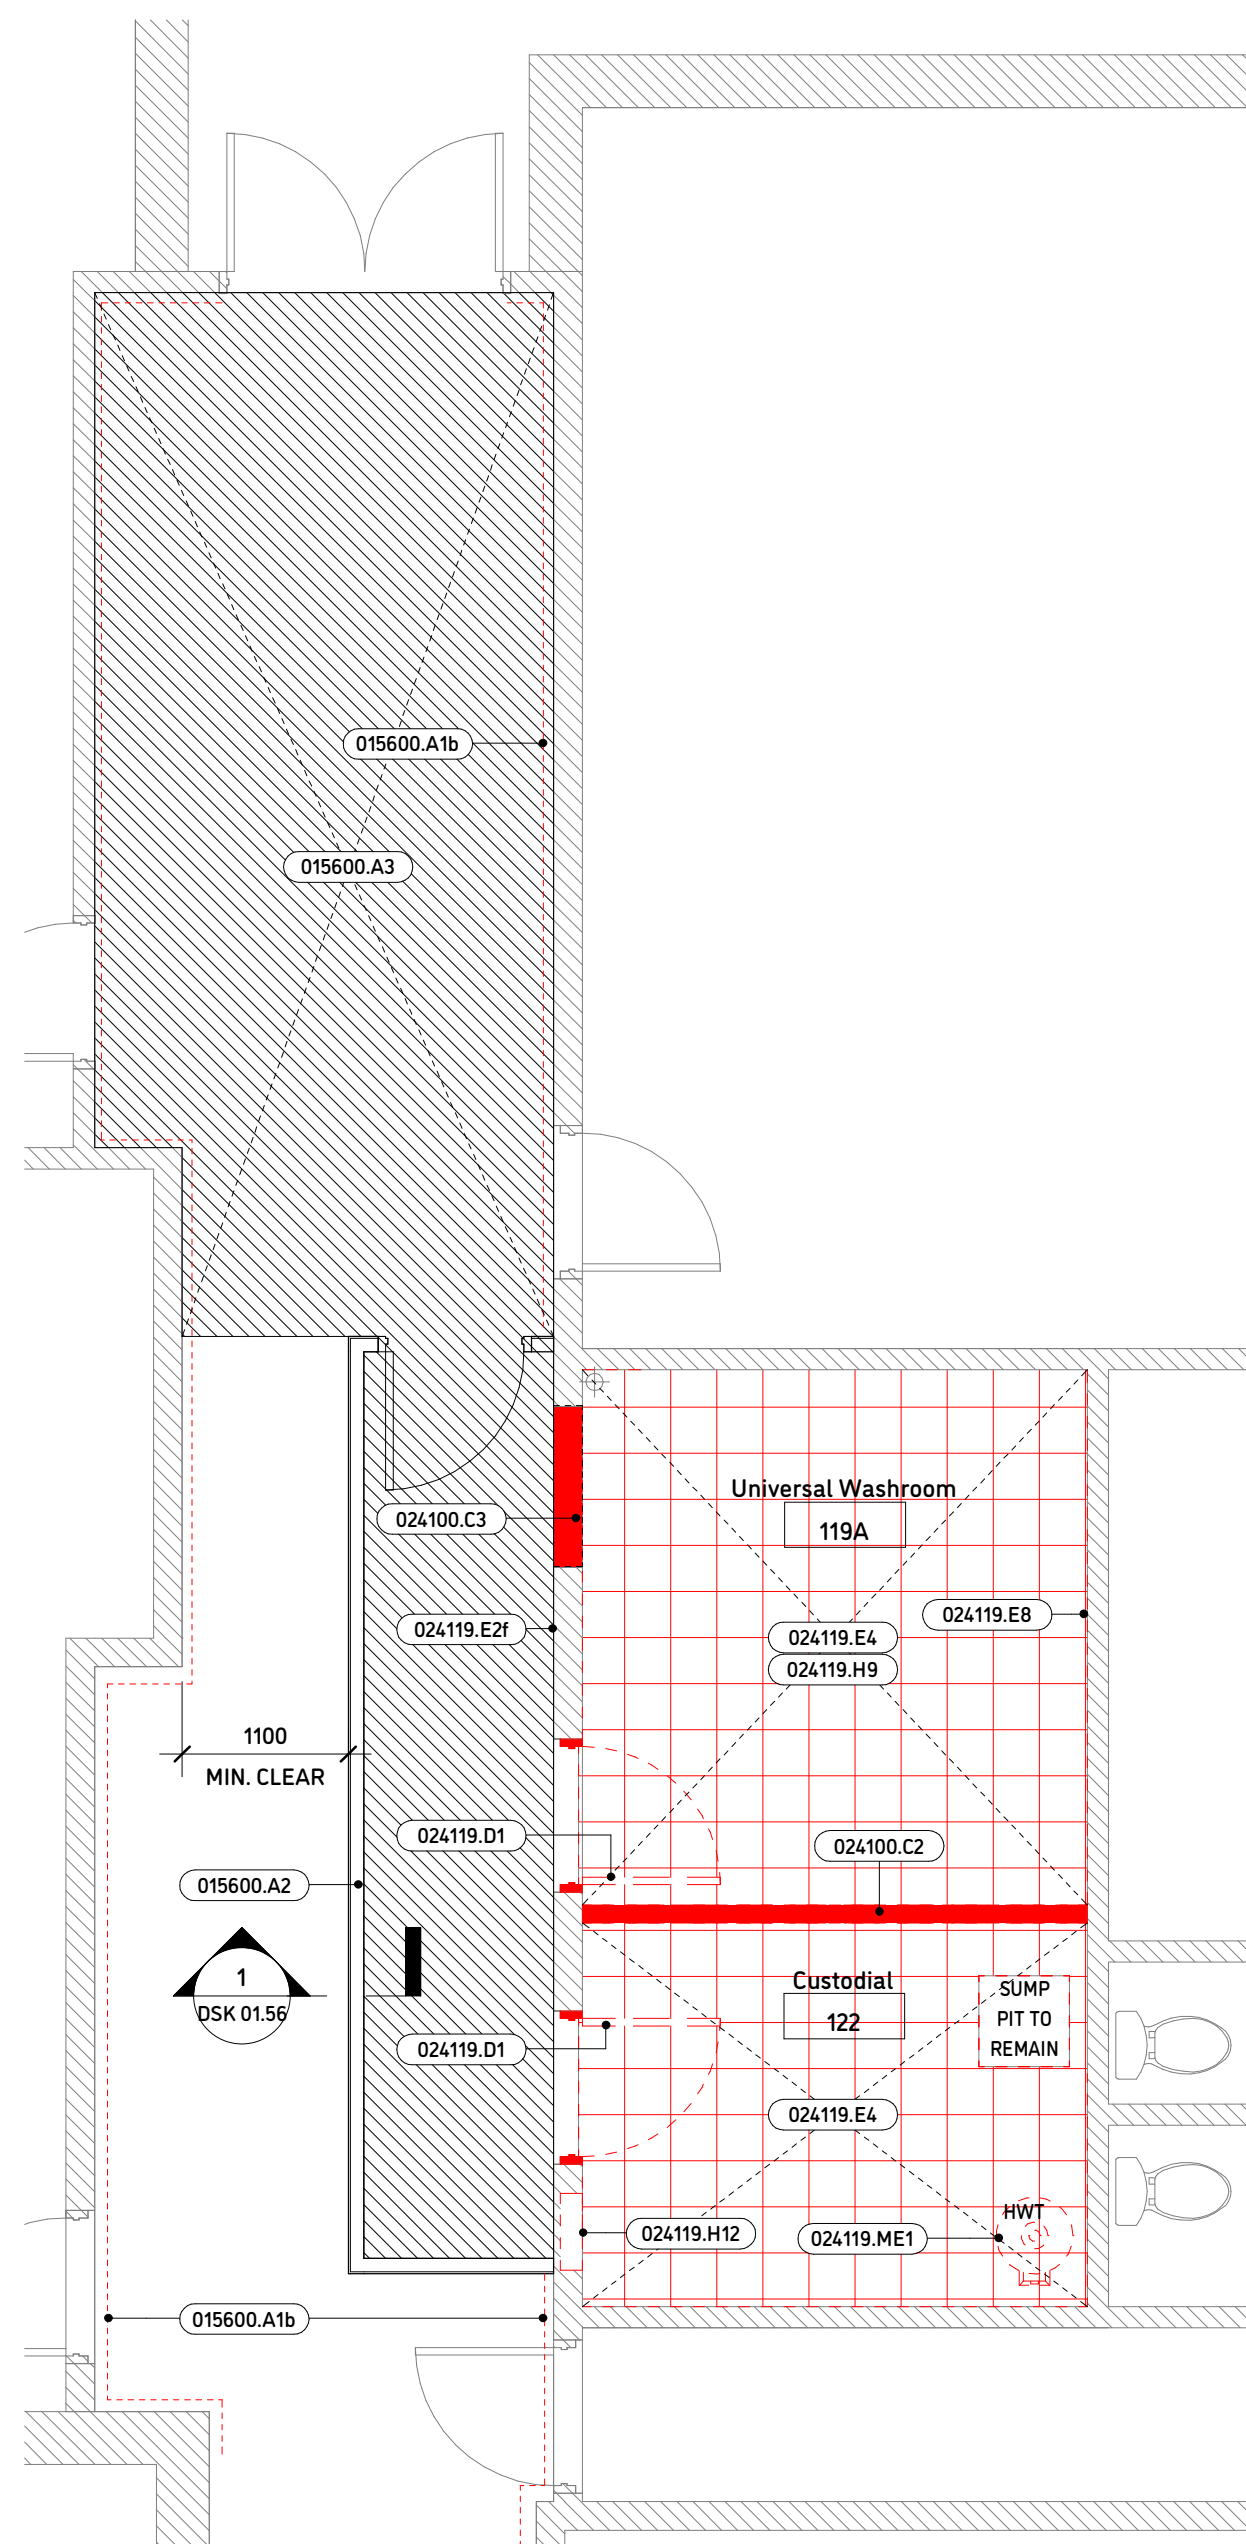 015600.A1b
015600.A3
Universal Washroom
119A
024100.C3
024119.E8
024119.E2f
024119.E4
024119.H9
1100
MIN. CLEAR
024119.D1
024100.C2
015600.A2
1
DSK 01.56
Custodial
122
SUMP
PIT TO
REMAIN
024119.D1
024119.E4
HWT
024119.H12
024119.ME1
015600.A1b